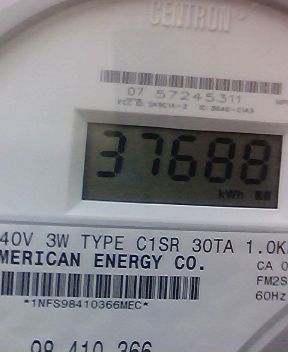 CENTRON®
07 57245311
37688
kWh
40V 3W TYPE C1SR 30TA 1.0K
MERICAN ENERGY CO.
CA 0
FM2S
60Hz
*1NFS98410366MEC*
98 410 366